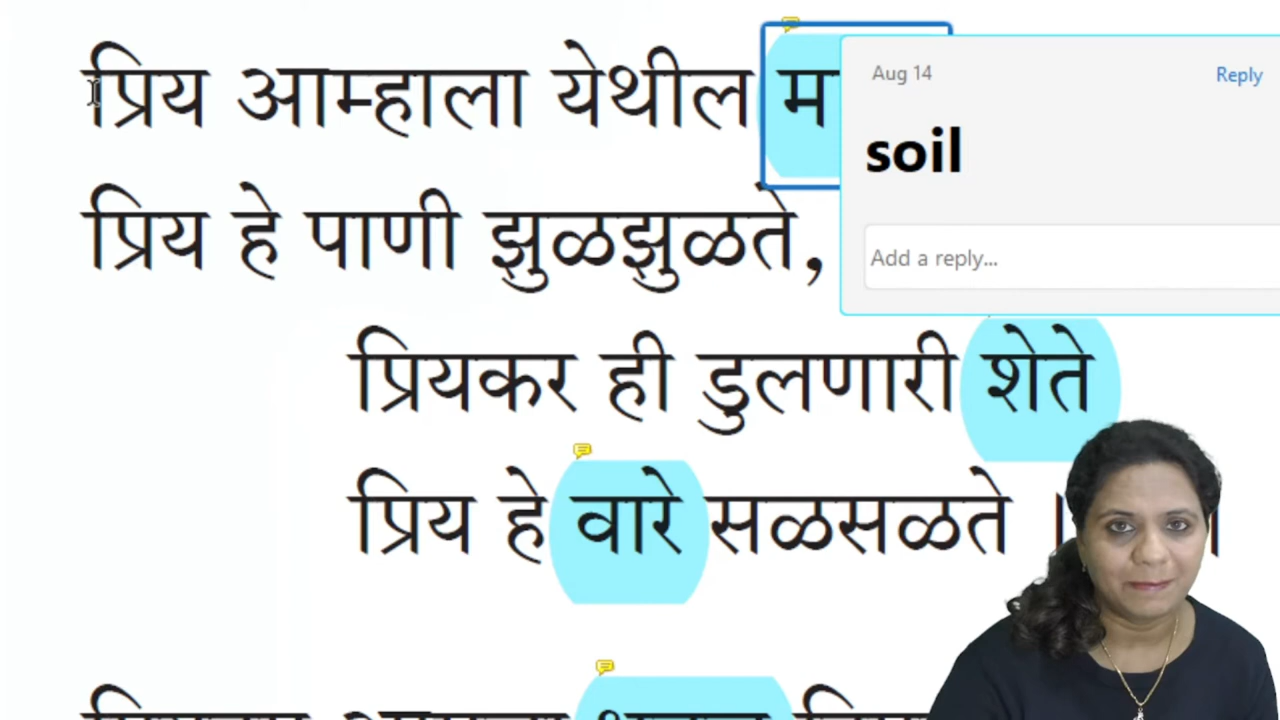 प्रिय आम्हाला येथील
Aug 14 Reply
soil
Add a reply...
प्रिय हे पाणी झुळझुळते,
प्रियकर ही डुलणारी शेते
प्रिय हे वारे सळसळते ।